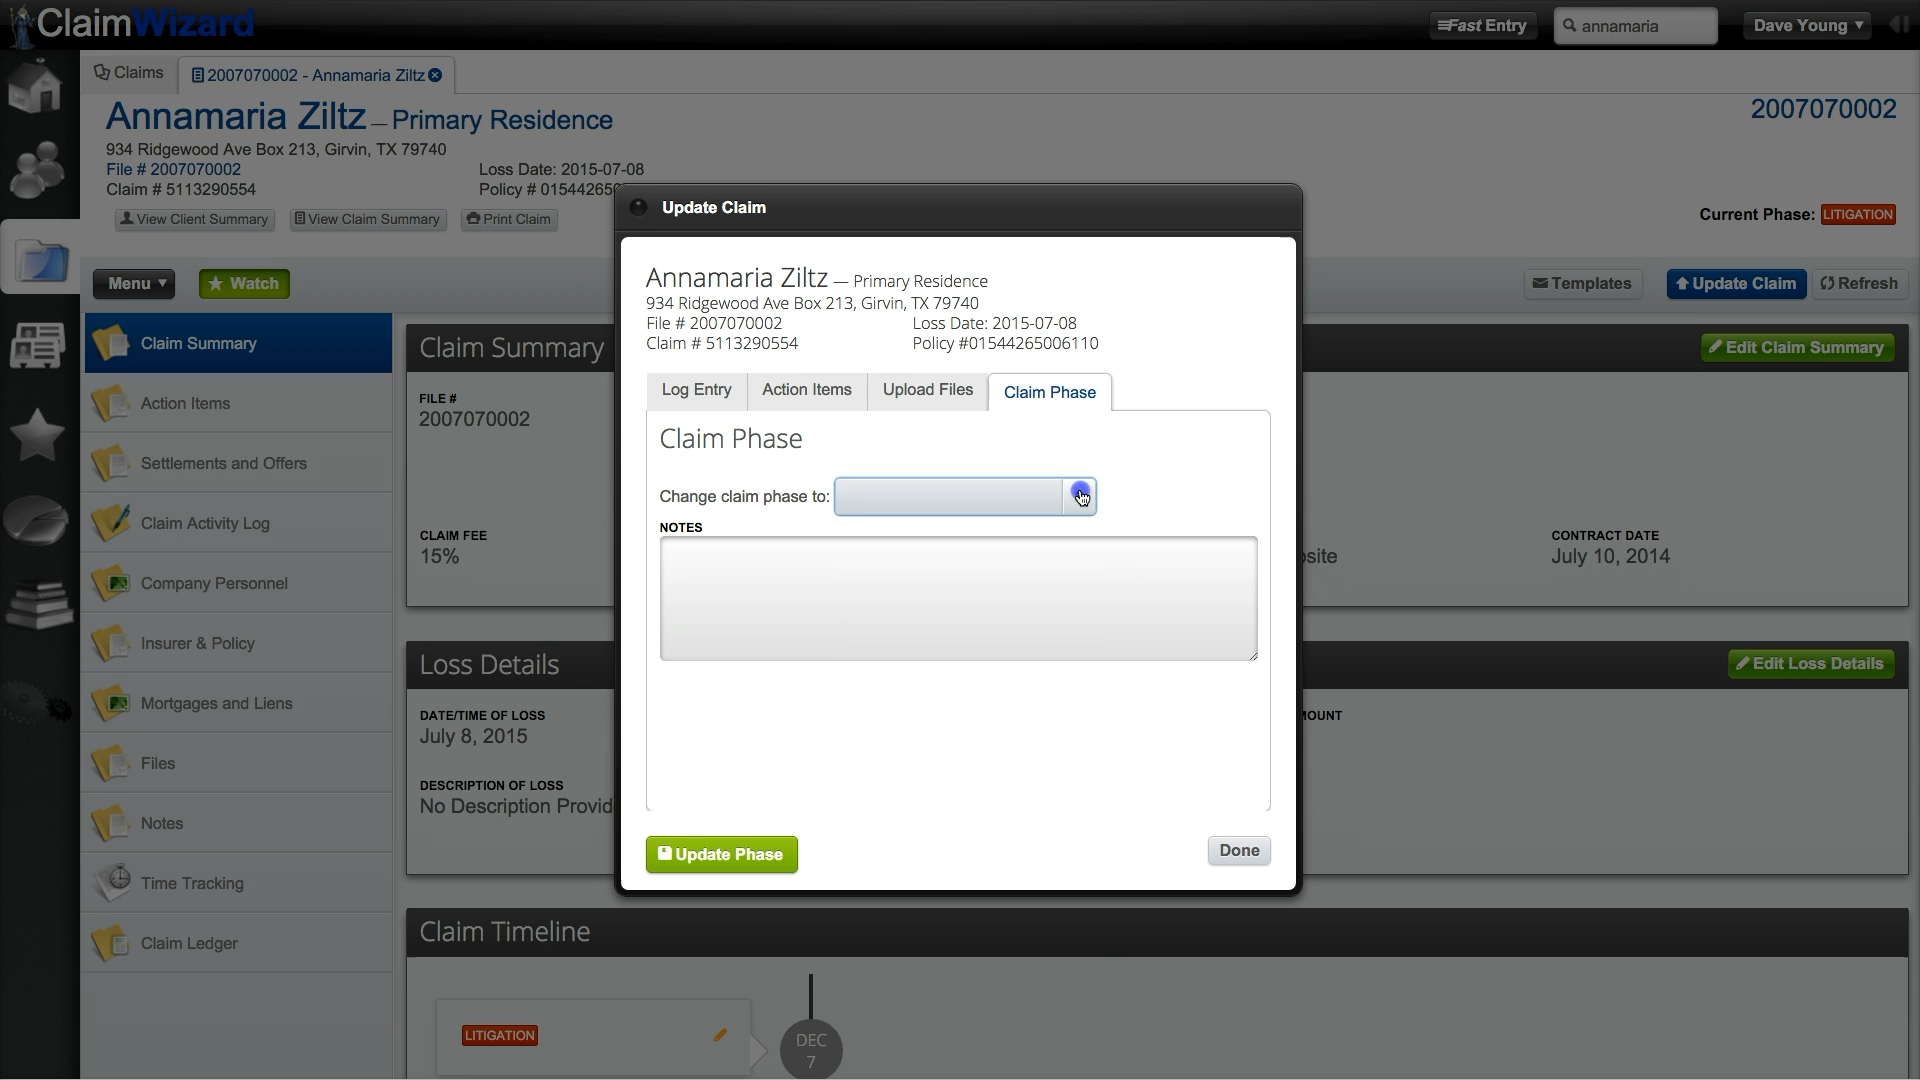 ClaimWizard
Fast Entry
annamaria
Dave Young
Claims
2007070002 - Annamaria Ziltz
Annamaria Ziltz — Primary Residence
2007070002
934 Ridgewood Ave Box 213, Girvin, TX 79740
File # 2007070002
Loss Date: 2015-07-08
Claim # 5113290554
Policy # 015442650
View Client Summary
View Claim Summary
Print Claim
Current Phase: LITIGATION
Menu
Watch
Templates
Update Claim
Refresh
Claim Summary
Action Items
Settlements and Offers
Claim Activity Log
Company Personnel
Insurer & Policy
Mortgages and Liens
Files
Notes
Time Tracking
Claim Ledger
Claim Summary
Edit Claim Summary
FILE #
2007070002
CLAIM FEE
15%
CONTRACT DATE
July 10, 2014
Loss Details
Edit Loss Details
DATE/TIME OF LOSS
July 8, 2015
DESCRIPTION OF LOSS
No Description Provid
Claim Timeline
LITIGATION
DEC
7
Update Claim
Annamaria Ziltz — Primary Residence
934 Ridgewood Ave Box 213, Girvin, TX 79740
File # 2007070002
Loss Date: 2015-07-08
Claim # 5113290554
Policy #01544265006110
Log Entry
Action Items
Upload Files
Claim Phase
Claim Phase
Change claim phase to:
NOTES
Update Phase
Done